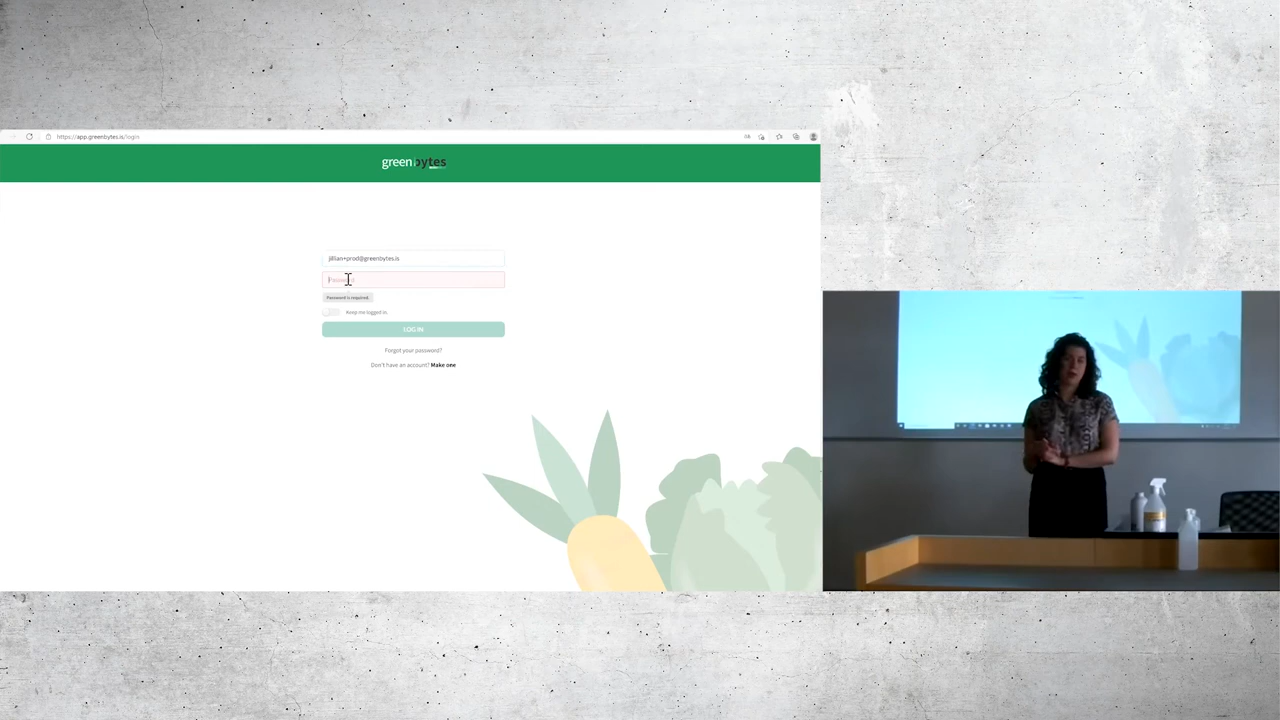 https://app.greenbytes.is/login
greenbytes
jillian+prod@greenbytes.is
Password
Password is required.
Keep me logged in.
LOG IN
Forgot your password?
Don't have an account? Make one